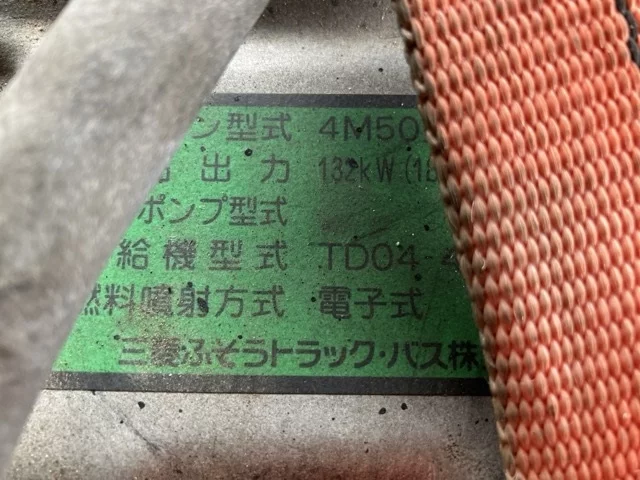 ン型式 4M50
出力 132kW(18
ポンプ型式
給機型式 TD04-
燃料噴射方式 電子式
三菱ふそうトラック・バス株